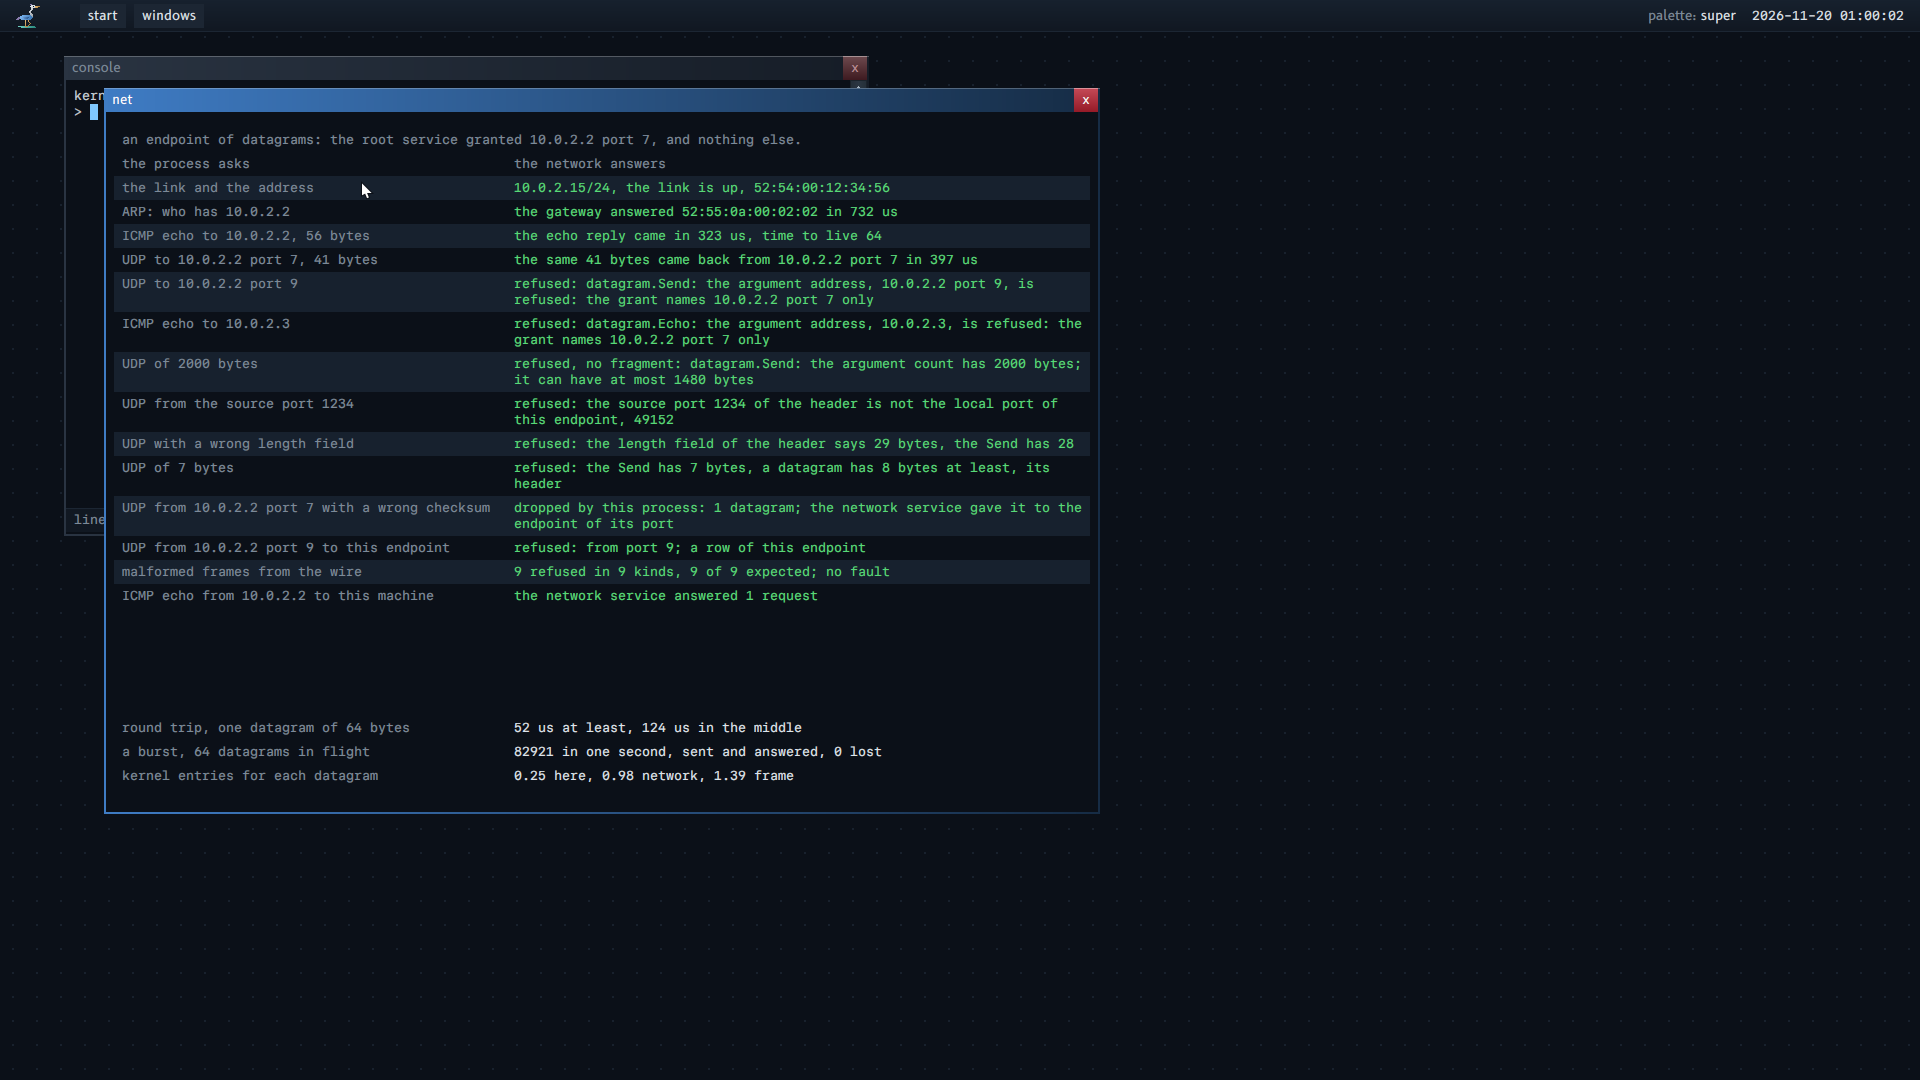 start windows palette: super 2026-11-20 01:00:02
console x
kern
>
net x
an endpoint of datagrams: the root service granted 10.0.2.2 port 7, and nothing else.
the process asks the network answers
the link and the address 10.0.2.15/24, the link is up, 52:54:00:12:34:56
ARP: who has 10.0.2.2 the gateway answered 52:55:0a:00:02:02 in 732 us
ICMP echo to 10.0.2.2, 56 bytes the echo reply came in 323 us, time to live 64
UDP to 10.0.2.2 port 7, 41 bytes the same 41 bytes came back from 10.0.2.2 port 7 in 397 us
UDP to 10.0.2.2 port 9 refused: datagram.Send: the argument address, 10.0.2.2 port 9, is
refused: the grant names 10.0.2.2 port 7 only
ICMP echo to 10.0.2.3 refused: datagram.Echo: the argument address, 10.0.2.3, is refused: the
grant names 10.0.2.2 port 7 only
UDP of 2000 bytes refused, no fragment: datagram.Send: the argument count has 2000 bytes;
it can have at most 1480 bytes
UDP from the source port 1234 refused: the source port 1234 of the header is not the local port of
this endpoint, 49152
UDP with a wrong length field refused: the length field of the header says 29 bytes, the Send has 28
UDP of 7 bytes refused: the Send has 7 bytes, a datagram has 8 bytes at least, its
header
line
UDP from 10.0.2.2 port 7 with a wrong checksum dropped by this process: 1 datagram; the network service gave it to the
endpoint of its port
UDP from 10.0.2.2 port 9 to this endpoint refused: from port 9; a row of this endpoint
malformed frames from the wire 9 refused in 9 kinds, 9 of 9 expected; no fault
ICMP echo from 10.0.2.2 to this machine the network service answered 1 request
round trip, one datagram of 64 bytes 52 us at least, 124 us in the middle
a burst, 64 datagrams in flight 82921 in one second, sent and answered, 0 lost
kernel entries for each datagram 0.25 here, 0.98 network, 1.39 frame